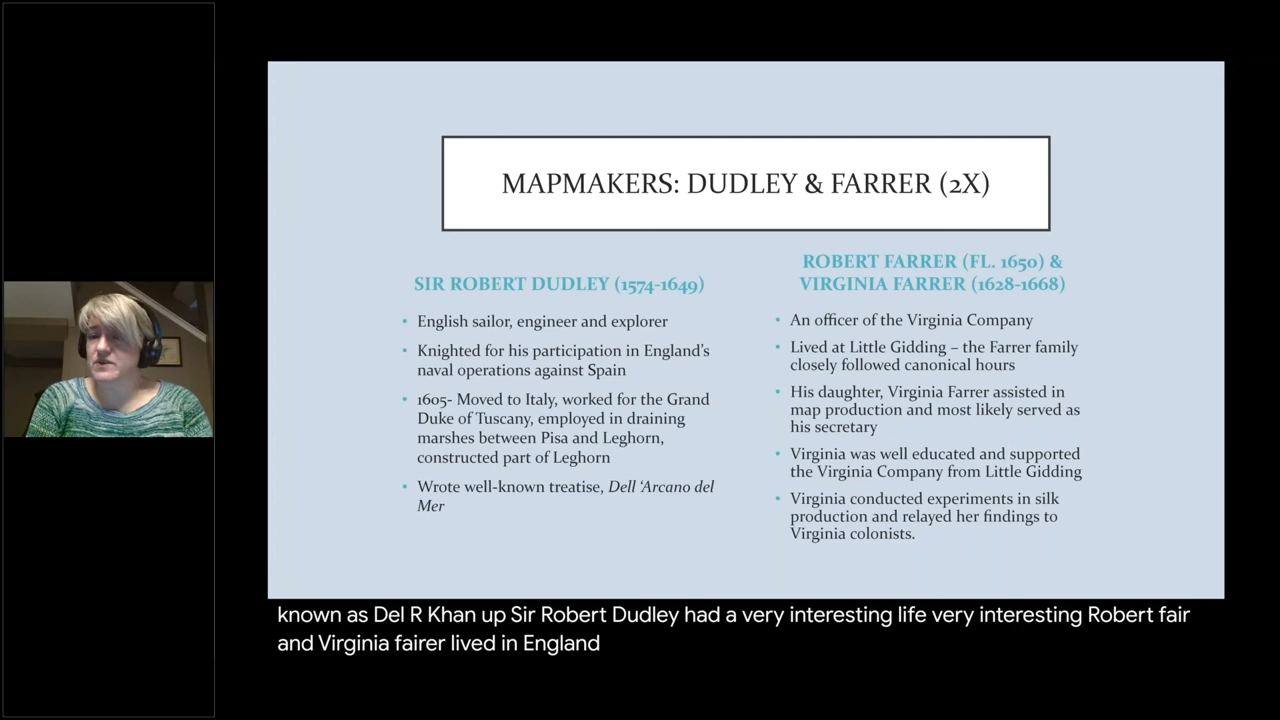 MAPMAKERS: DUDLEY & FARRER (2X)
SIR ROBERT DUDLEY (1574-1649)
• English sailor, engineer and explorer
• Knighted for his participation in England's
naval operations against Spain
• 1605- Moved to Italy, worked for the Grand
Duke of Tuscany, employed in draining
marshes between Pisa and Leghorn,
constructed part of Leghorn
• Wrote well-known treatise, Dell 'Arcano del
Mer
ROBERT FARRER (FL. 1650) &
VIRGINIA FARRER (1628-1668)
• An officer of the Virginia Company
• Lived at Little Gidding – the Farrer family
closely followed canonical hours
• His daughter, Virginia Farrer assisted in
map production and most likely served as
his secretary
• Virginia was well educated and supported
the Virginia Company from Little Gidding
• Virginia conducted experiments in silk
production and relayed her findings to
Virginia colonists.
known as Del R Khan up Sir Robert Dudley had a very interesting life very interesting Robert fair
and Virginia fairer lived in England